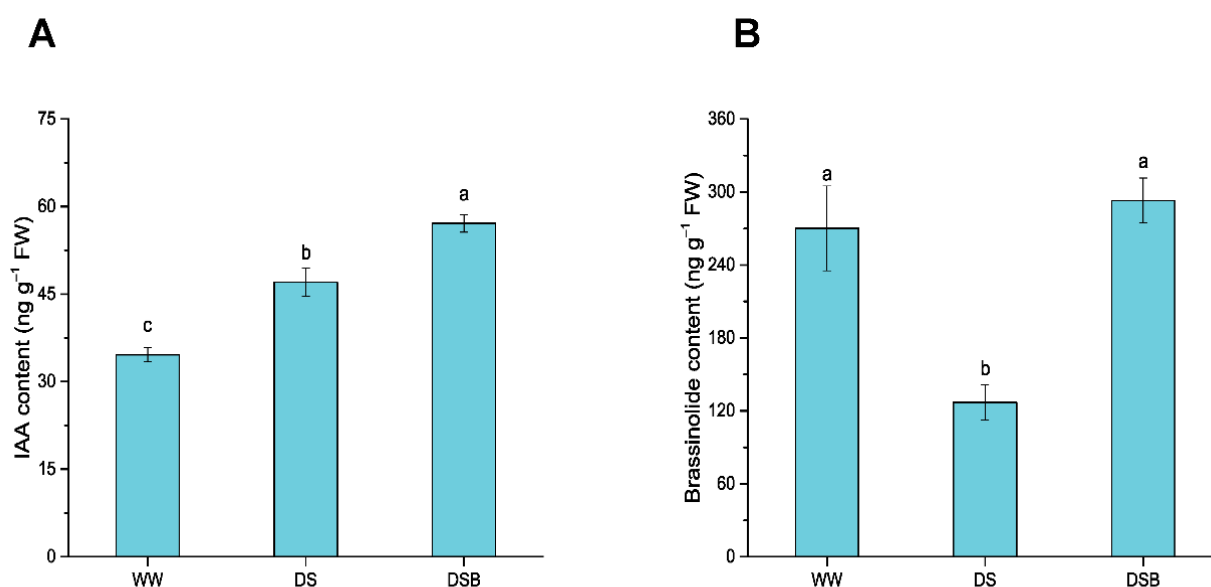 A
IAA content (ng g⁻¹ FW)
75
60
45
30
15
0
c
b
a
WW DS DSB
B
Brassinolide content (ng g⁻¹ FW)
360
300
240
180
120
60
0
a
b
a
WW DS DSB